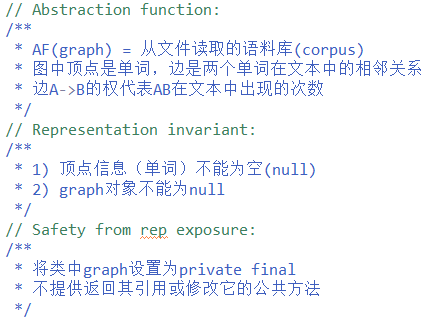 // Abstraction function:
/**
 * AF(graph) = 从文件读取的语料库(corpus)
 * 图中顶点是单词，边是两个单词在文本中的相邻关系
 * 边A->B的权代表AB在文本中出现的次数
 */
// Representation invariant:
/**
 * 1) 顶点信息（单词）不能为空(null)
 * 2) graph对象不能为null
 */
// Safety from rep exposure:
/**
 * 将类中graph设置为private final
 * 不提供返回其引用或修改它的公共方法
 */